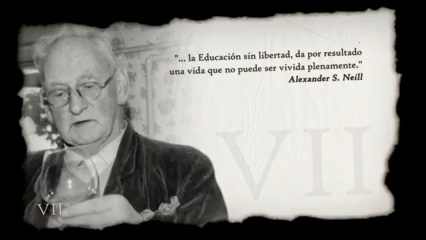 "... la Educación sin libertad, da por resultado
una vida que no puede ser vivida plenamente."
Alexander S. Neill
VII
VII